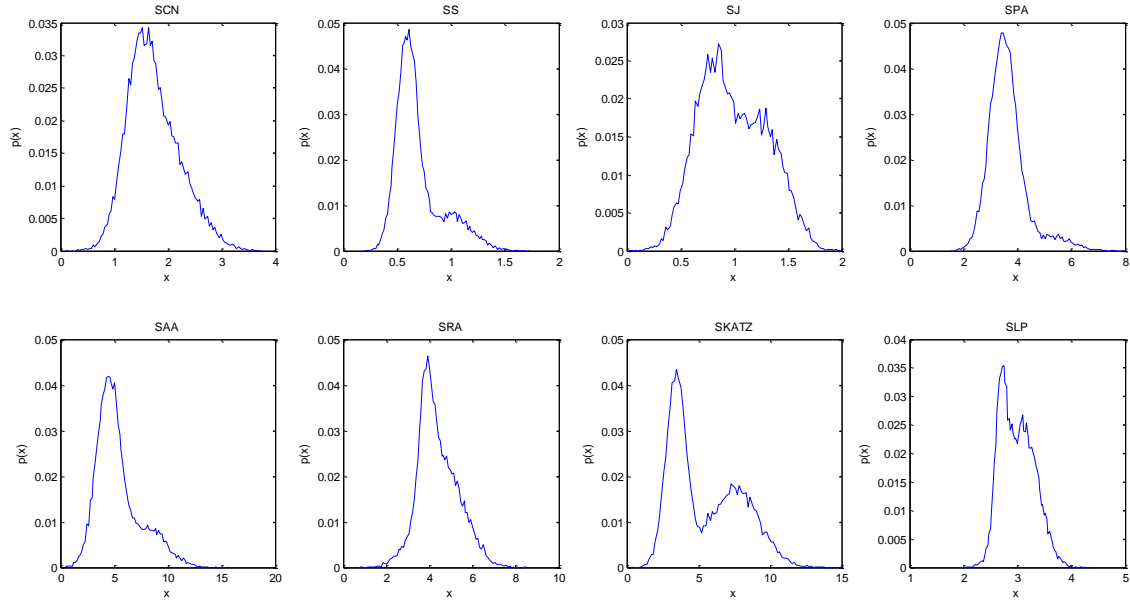 SCN
SS
SJ
SPA
0.035
0.03
0.025
0.02
0.015
0.01
0.005
0
p(x)
0 1 2 3 4
x
0.05
0.04
0.03
0.02
0.01
0
p(x)
0 0.5 1 1.5 2
x
0.03
0.025
0.02
0.015
0.01
0.005
0
p(x)
0 0.5 1 1.5 2
x
0.05
0.04
0.03
0.02
0.01
0
p(x)
0 2 4 6 8
x
SAA
SRA
SKATZ
SLP
0.05
0.04
0.03
0.02
0.01
0
p(x)
0 5 10 15 20
x
0.05
0.04
0.03
0.02
0.01
0
p(x)
0 2 4 6 8 10
x
0.05
0.04
0.03
0.02
0.01
0
p(x)
0 5 10 15
x
0.04
0.035
0.03
0.025
0.02
0.015
0.01
0.005
0
p(x)
1 2 3 4 5
x